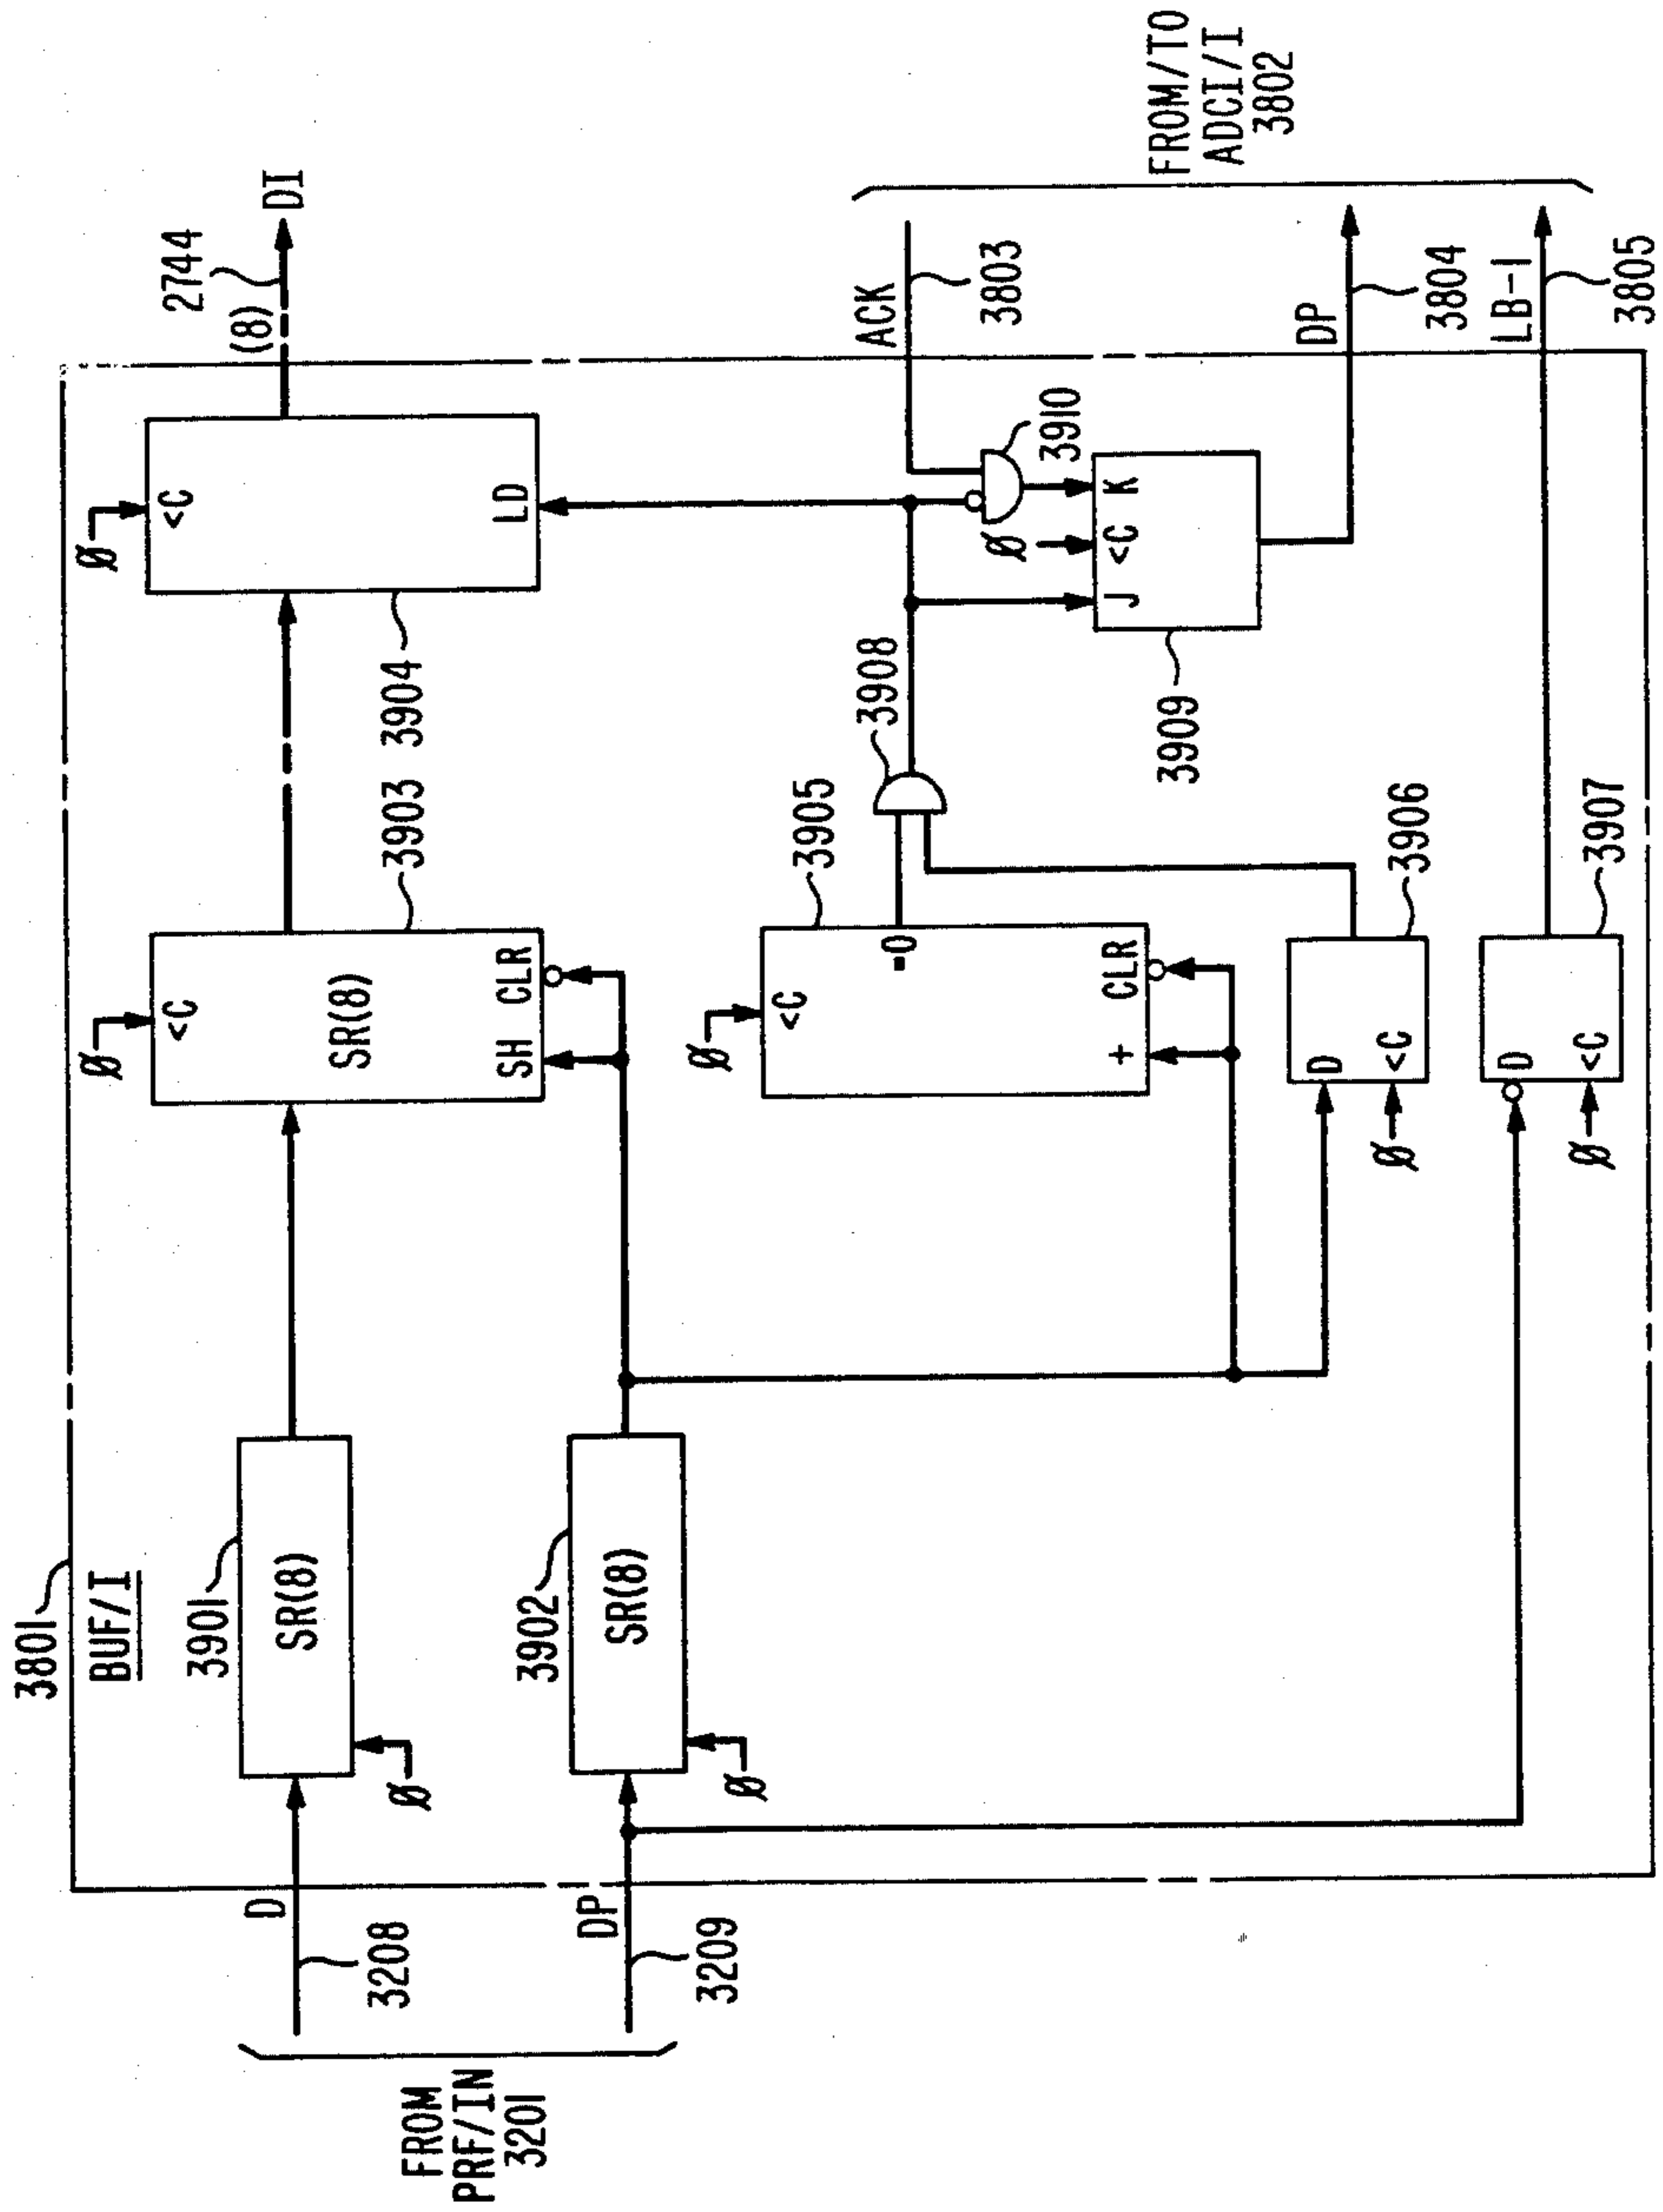 3801
BUF/I
FROM
PRF/IN
3201
D
3208
DP
3209
3901
SR(8)
Ø
3902
SR(8)
Ø
Ø
<C
SR(8)
SH CLR
3903
Ø
<C
LD
3904
(8)
2744
DI
Ø
<C
=0
+ CLR
3905
D
<C
Ø
3906
D
<C
Ø
3907
3908
J <C K
Ø
3909
3910
ACK
3803
DP
3804
LB-1
3805
FROM/TO
ADCI/I
3802